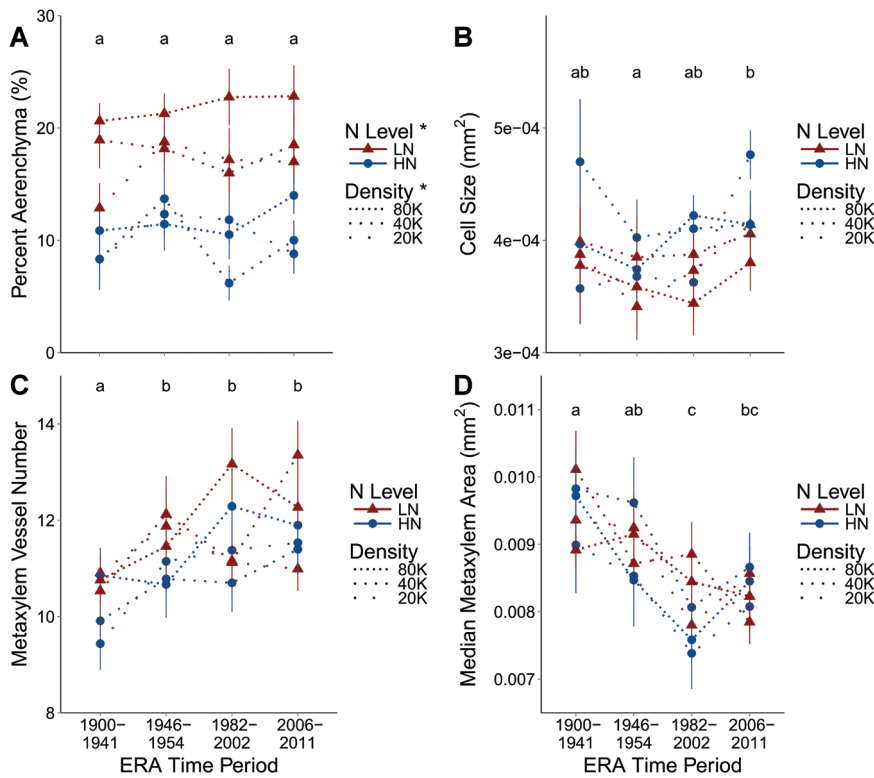 A
Percent Aerenchyma (%)
30
20
10
0
a a a a
N Level *
LN
HN
Density *
80K
40K
20K
B
Cell Size (mm²)
5e−04
4e−04
3e−04
ab a ab b
N Level
LN
HN
Density
80K
40K
20K
C
Metaxylem Vessel Number
14
12
10
8
a b b b
N Level
LN
HN
Density
80K
40K
20K
1900− 1946− 1982− 2006−
1941 1954 2002 2011
ERA Time Period
D
Median Metaxylem Area (mm²)
0.011
0.010
0.009
0.008
0.007
a ab c bc
N Level
LN
HN
Density
80K
40K
20K
1900− 1946− 1982− 2006−
1941 1954 2002 2011
ERA Time Period